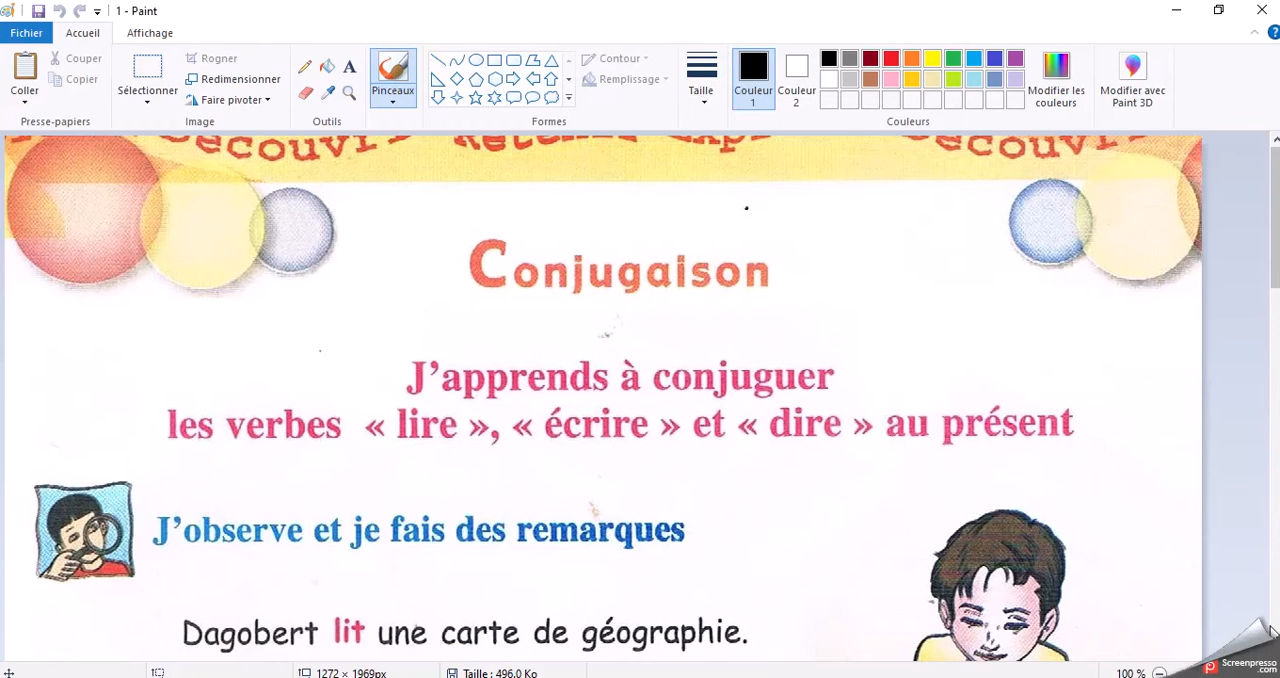 1 - Paint
Fichier Accueil Affichage
Coller
Couper
Copier
Presse-papiers
Sélectionner
Rogner
Redimensionner
Faire pivoter
Image
A
Outils
Pinceaux
Contour
Remplissage
Formes
Taille
Couleur 1
Couleur 2
Modifier les couleurs
Couleurs
Modifier avec Paint 3D
Conjugaison
J'apprends à conjuguer
les verbes « lire », « écrire » et « dire » au présent
J'observe et je fais des remarques
Dagobert lit une carte de géographie.
1272 × 1969px
Taille : 496,0 Ko
100 %
Screenpresso
.com